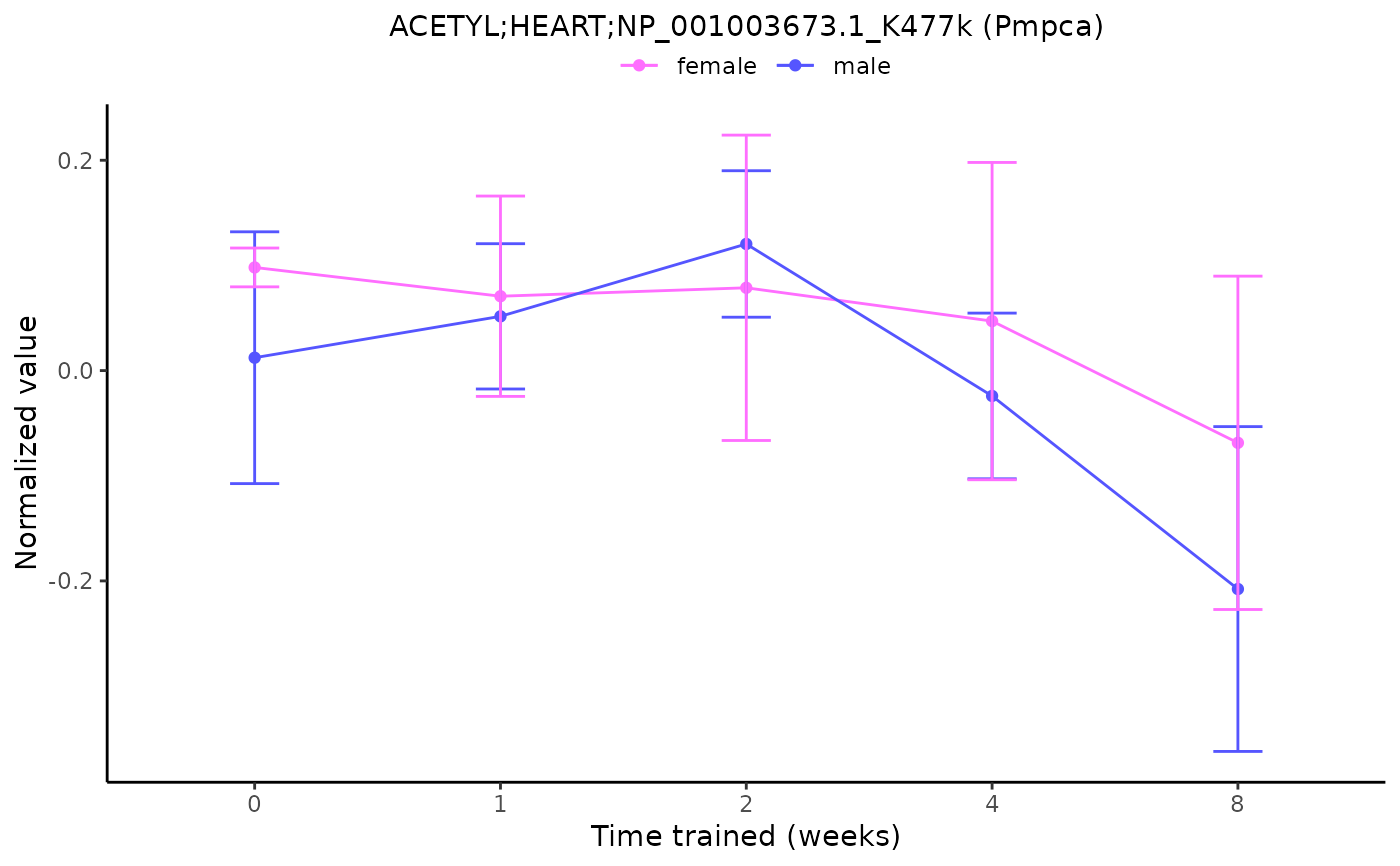 ACETYL;HEART;NP_001003673.1_K477k (Pmpca)
female male
Normalized value
0.2
0.0
-0.2
0 1 2 4 8
Time trained (weeks)